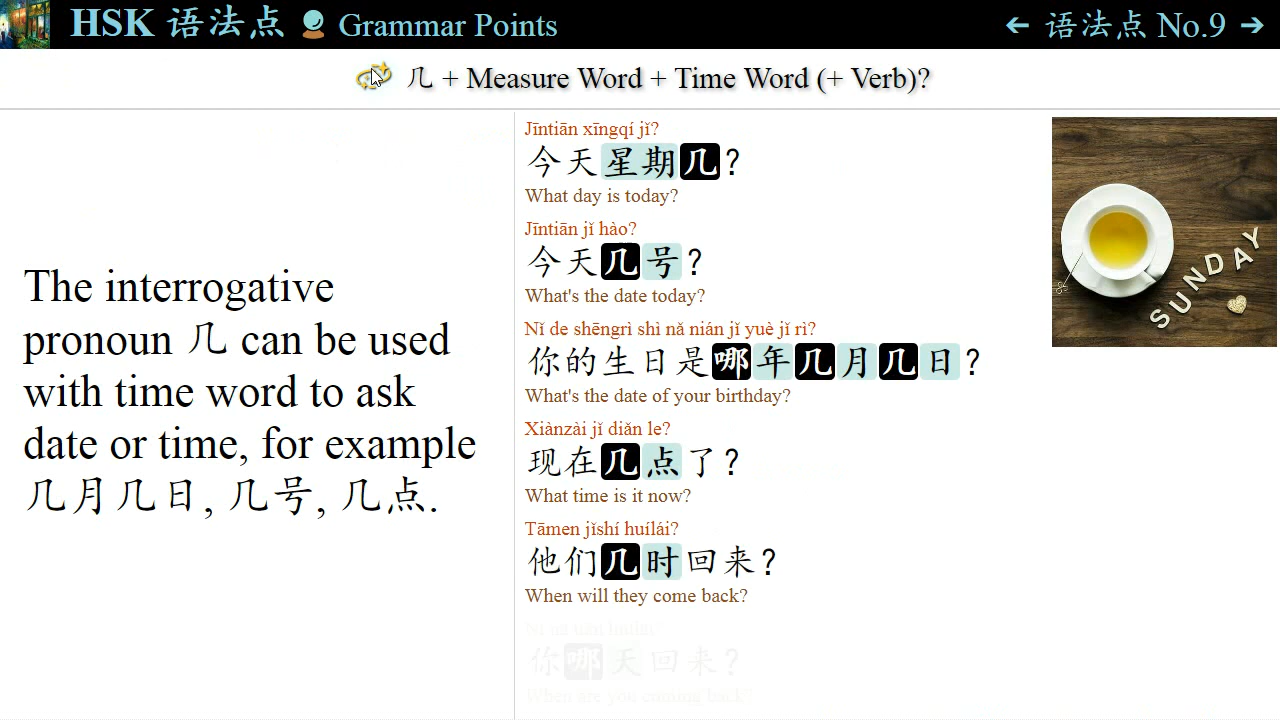 HSK 语法点 Grammar Points
← 语法点 No.9 →
几 + Measure Word + Time Word (+ Verb)?
The interrogative
pronoun 几 can be used
with time word to ask
date or time, for example
几月几日, 几号, 几点.
Jīntiān xīngqí jǐ?
今天星期几？
What day is today?
Jīntiān jǐ hào?
今天几号？
What's the date today?
Nǐ de shēngrì shì nǎ nián jǐ yuè jǐ rì?
你的生日是哪年几月几日？
What's the date of your birthday?
Xiànzài jǐ diǎn le?
现在几点了？
What time is it now?
Tāmen jǐshí huílái?
他们几时回来？
When will they come back?
你哪天回来？
When are you coming back?
SUNDAY